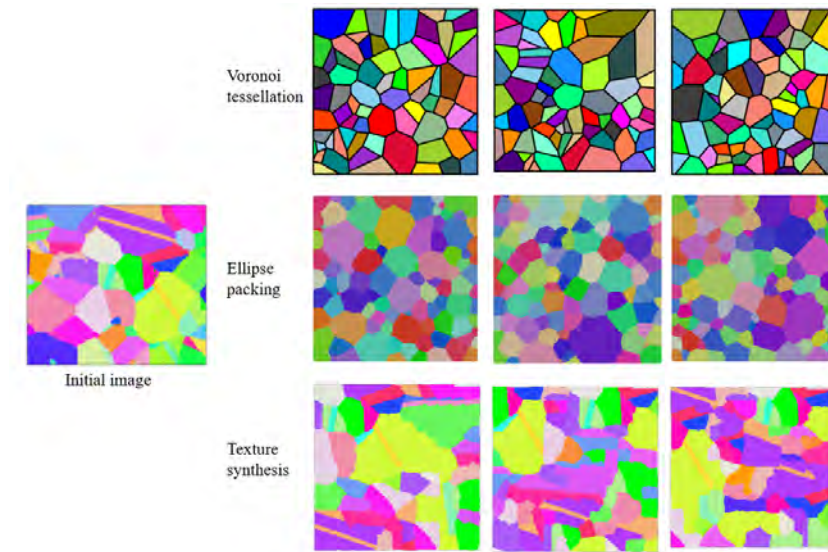 Voronoi
tessellation
Ellipse
packing
Initial image
Texture
synthesis